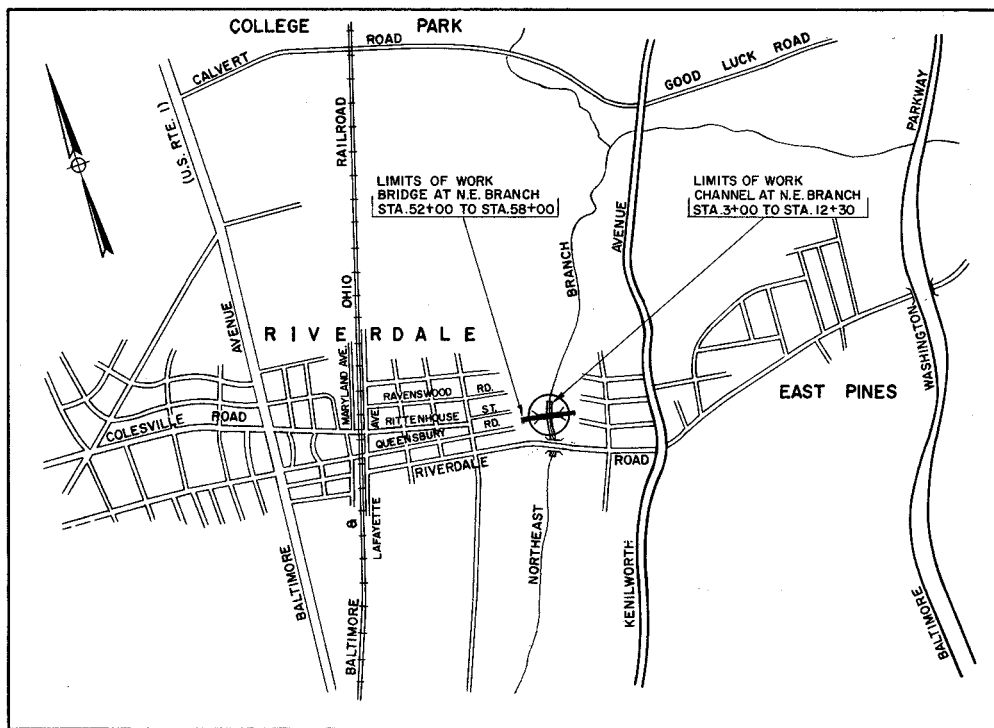 COLLEGE PARK
CALVERT ROAD
GOOD LUCK ROAD
(U.S. RTE. 1)
RAILROAD
PARKWAY
LIMITS OF WORK
BRIDGE AT N.E. BRANCH
STA.52+00 TO STA.58+00
LIMITS OF WORK
CHANNEL AT N.E. BRANCH
STA.3+00 TO STA.12+30
AVENUE
BRANCH
OHIO
AVENUE
RIVERDALE
WASHINGTON
MARYLAND AVE.
RAVENSWOOD RD.
EAST PINES
AVE.
RITTENHOUSE ST.
COLESVILLE ROAD
QUEENSBURY RD.
RIVERDALE ROAD
&
LAFAYETTE
NORTHEAST
BALTIMORE
KENILWORTH
BALTIMORE
BALTIMORE